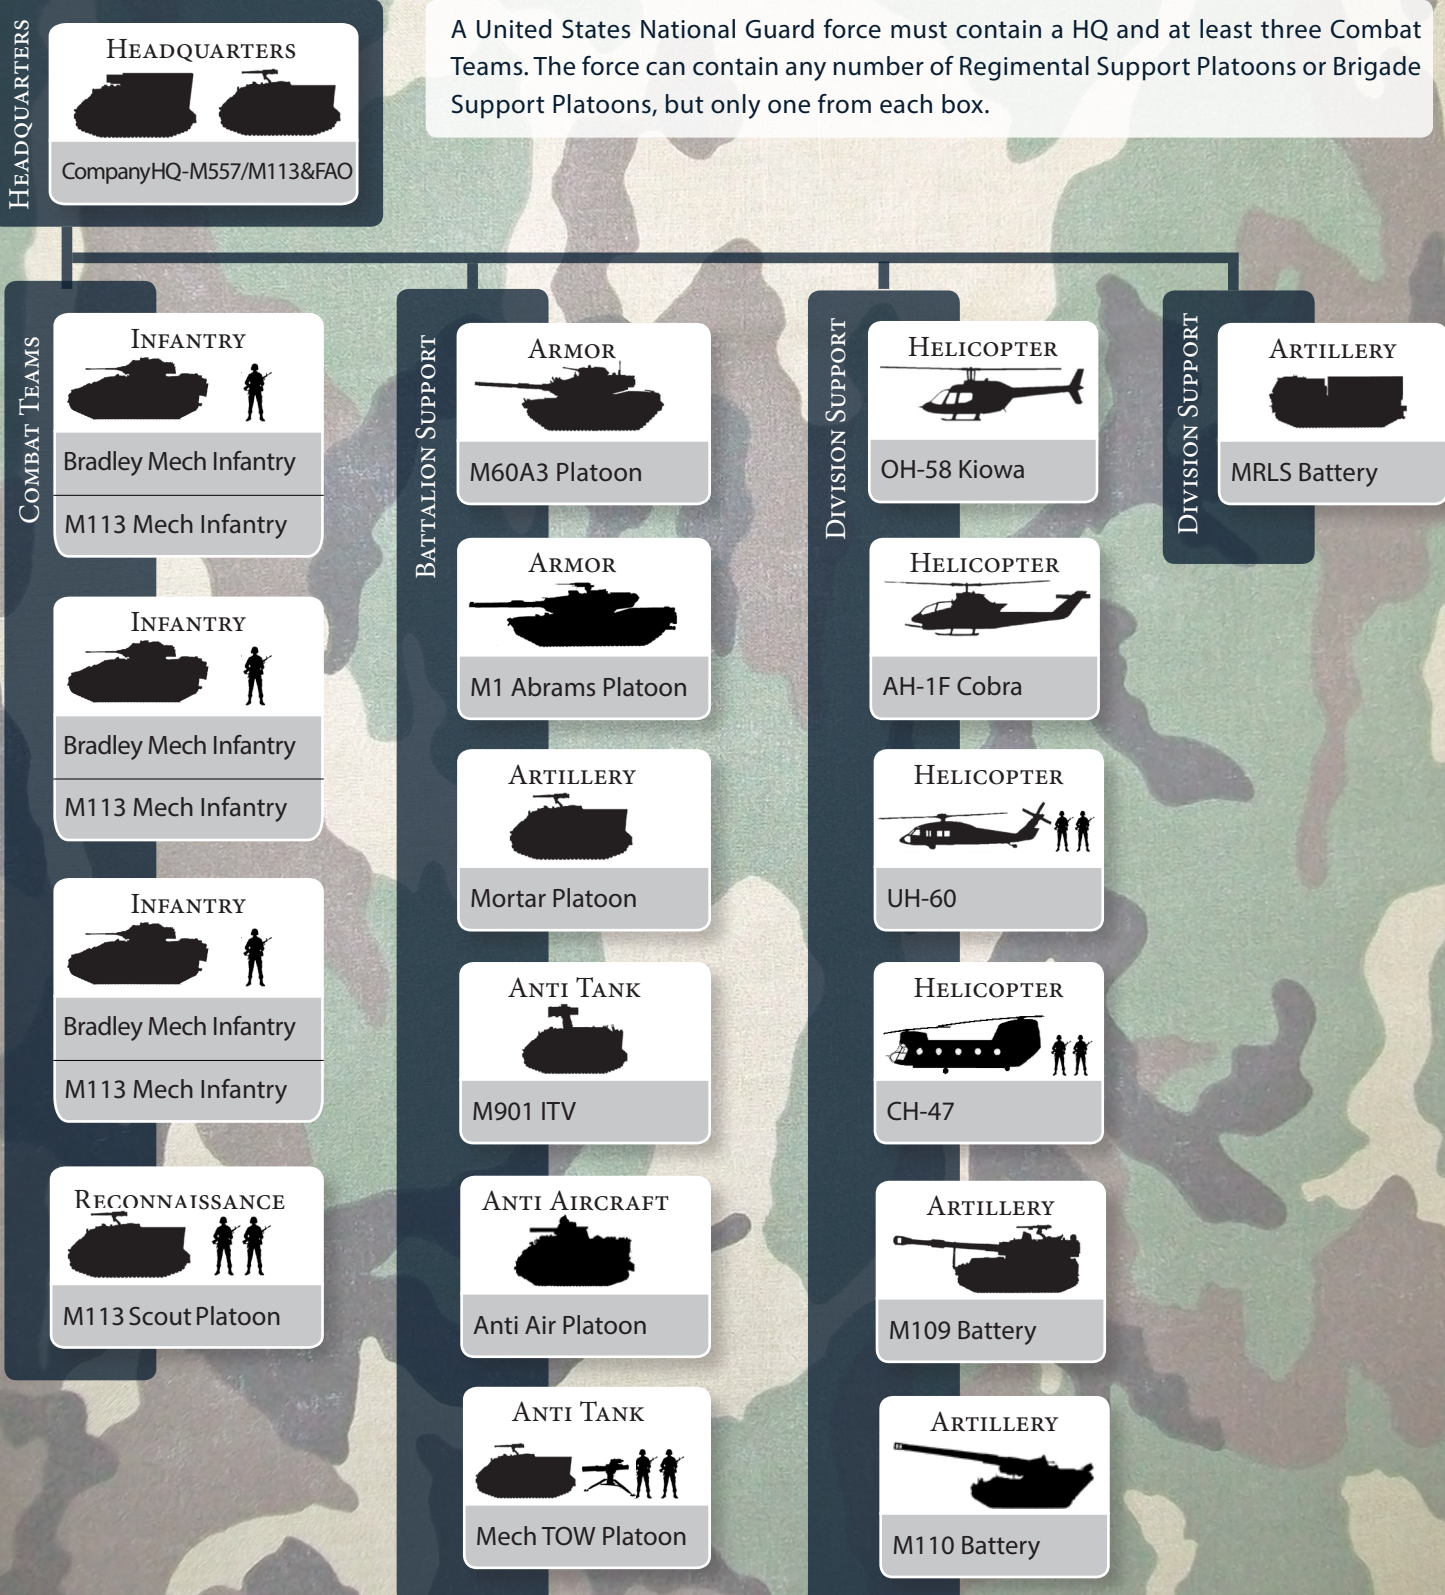 HEADQUARTERS
HEADQUARTERS
CompanyHQ-M557/M113&FAO
A United States National Guard force must contain a HQ and at least three Combat
Teams. The force can contain any number of Regimental Support Platoons or Brigade
Support Platoons, but only one from each box.
COMBAT TEAMS
INFANTRY
Bradley Mech Infantry
M113 Mech Infantry
INFANTRY
Bradley Mech Infantry
M113 Mech Infantry
INFANTRY
Bradley Mech Infantry
M113 Mech Infantry
RECONNAISSANCE
M113 Scout Platoon
BATTALION SUPPORT
ARMOR
M60A3 Platoon
ARMOR
M1 Abrams Platoon
ARTILLERY
Mortar Platoon
ANTI TANK
M901 ITV
ANTI AIRCRAFT
Anti Air Platoon
ANTI TANK
Mech TOW Platoon
DIVISION SUPPORT
HELICOPTER
OH-58 Kiowa
HELICOPTER
AH-1F Cobra
HELICOPTER
UH-60
HELICOPTER
CH-47
ARTILLERY
M109 Battery
ARTILLERY
M110 Battery
DIVISION SUPPORT
ARTILLERY
MRLS Battery